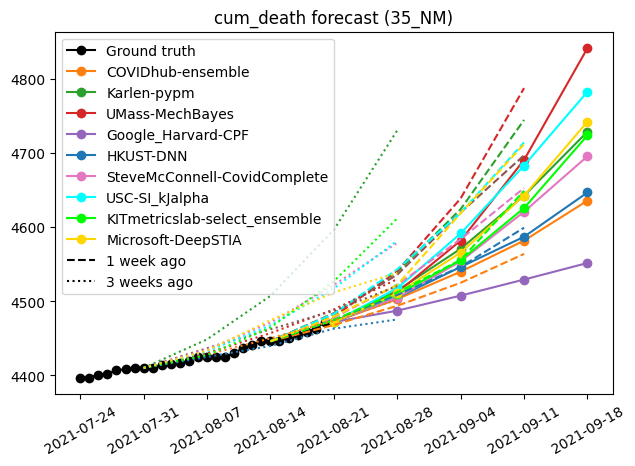 cum_death forecast (35_NM)
Ground truth
COVIDhub-ensemble
Karlen-pypm
UMass-MechBayes
Google_Harvard-CPF
HKUST-DNN
SteveMcConnell-CovidComplete
USC-SI_kJalpha
KITmetricslab-select_ensemble
Microsoft-DeepSTIA
1 week ago
3 weeks ago
4800
4700
4600
4500
4400
2021-07-24
2021-07-31
2021-08-07
2021-08-14
2021-08-21
2021-08-28
2021-09-04
2021-09-11
2021-09-18